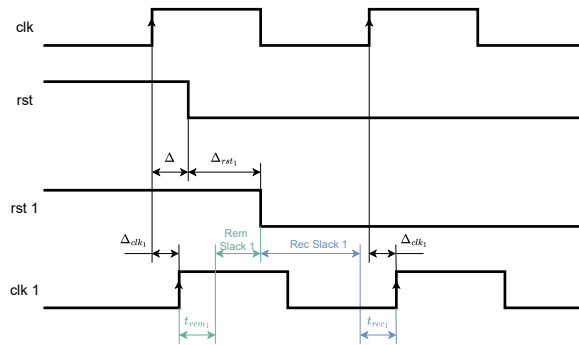 clk
rst
Δ
Δ_{rst_1}
rst 1
Δ_{clk_1}
Rem
Slack 1
Rec Slack 1
Δ_{clk_1}
clk 1
t_{rem_1}
t_{rec_1}